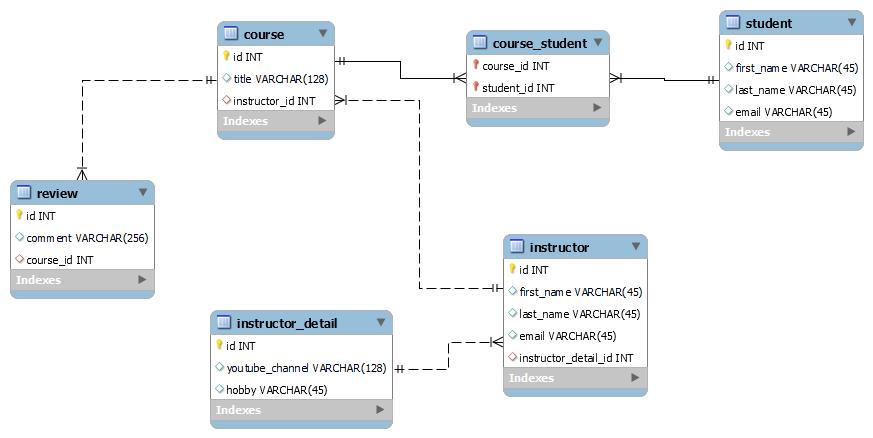 course
id INT
title VARCHAR(128)
instructor_id INT
Indexes
course_student
course_id INT
student_id INT
Indexes
student
id INT
first_name VARCHAR(45)
last_name VARCHAR(45)
email VARCHAR(45)
Indexes
review
id INT
comment VARCHAR(256)
course_id INT
Indexes
instructor
id INT
first_name VARCHAR(45)
last_name VARCHAR(45)
email VARCHAR(45)
instructor_detail_id INT
Indexes
instructor_detail
id INT
youtube_channel VARCHAR(128)
hobby VARCHAR(45)
Indexes